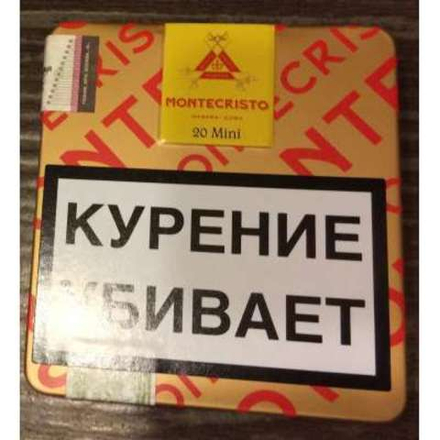 MONTECRISTO
HABANA · CUBA
20 Mini
КУРЕНИЕ
УБИВАЕТ